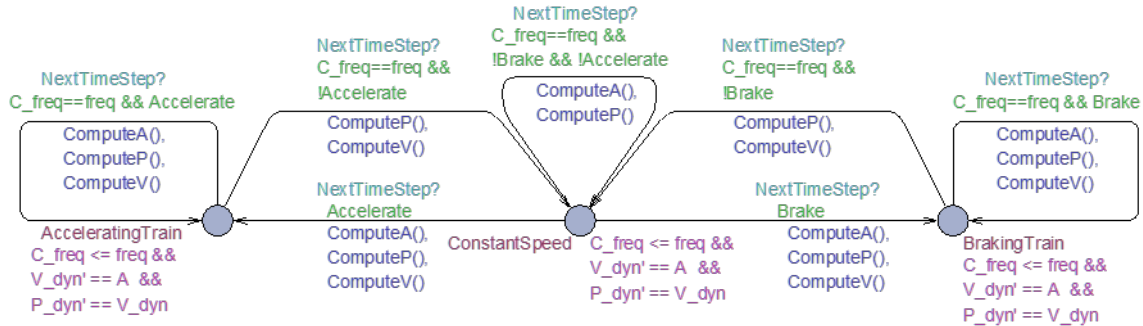 NextTimeStep?
C_freq==freq && Accelerate
ComputeA(),
ComputeP(),
ComputeV()
AcceleratingTrain
C_freq <= freq &&
V_dyn' == A &&
P_dyn' == V_dyn
NextTimeStep?
C_freq==freq &&
!Accelerate
ComputeP(),
ComputeV()
NextTimeStep?
Accelerate
ComputeA(),
ComputeP(),
ComputeV()
NextTimeStep?
C_freq==freq &&
!Brake && !Accelerate
ComputeA(),
ComputeP()
ConstantSpeed
C_freq <= freq &&
V_dyn' == A &&
P_dyn' == V_dyn
NextTimeStep?
C_freq==freq &&
!Brake
ComputeP(),
ComputeV()
NextTimeStep?
Brake
ComputeA(),
ComputeP(),
ComputeV()
NextTimeStep?
C_freq==freq && Brake
ComputeA(),
ComputeP(),
ComputeV()
BrakingTrain
C_freq <= freq &&
V_dyn' == A &&
P_dyn' == V_dyn